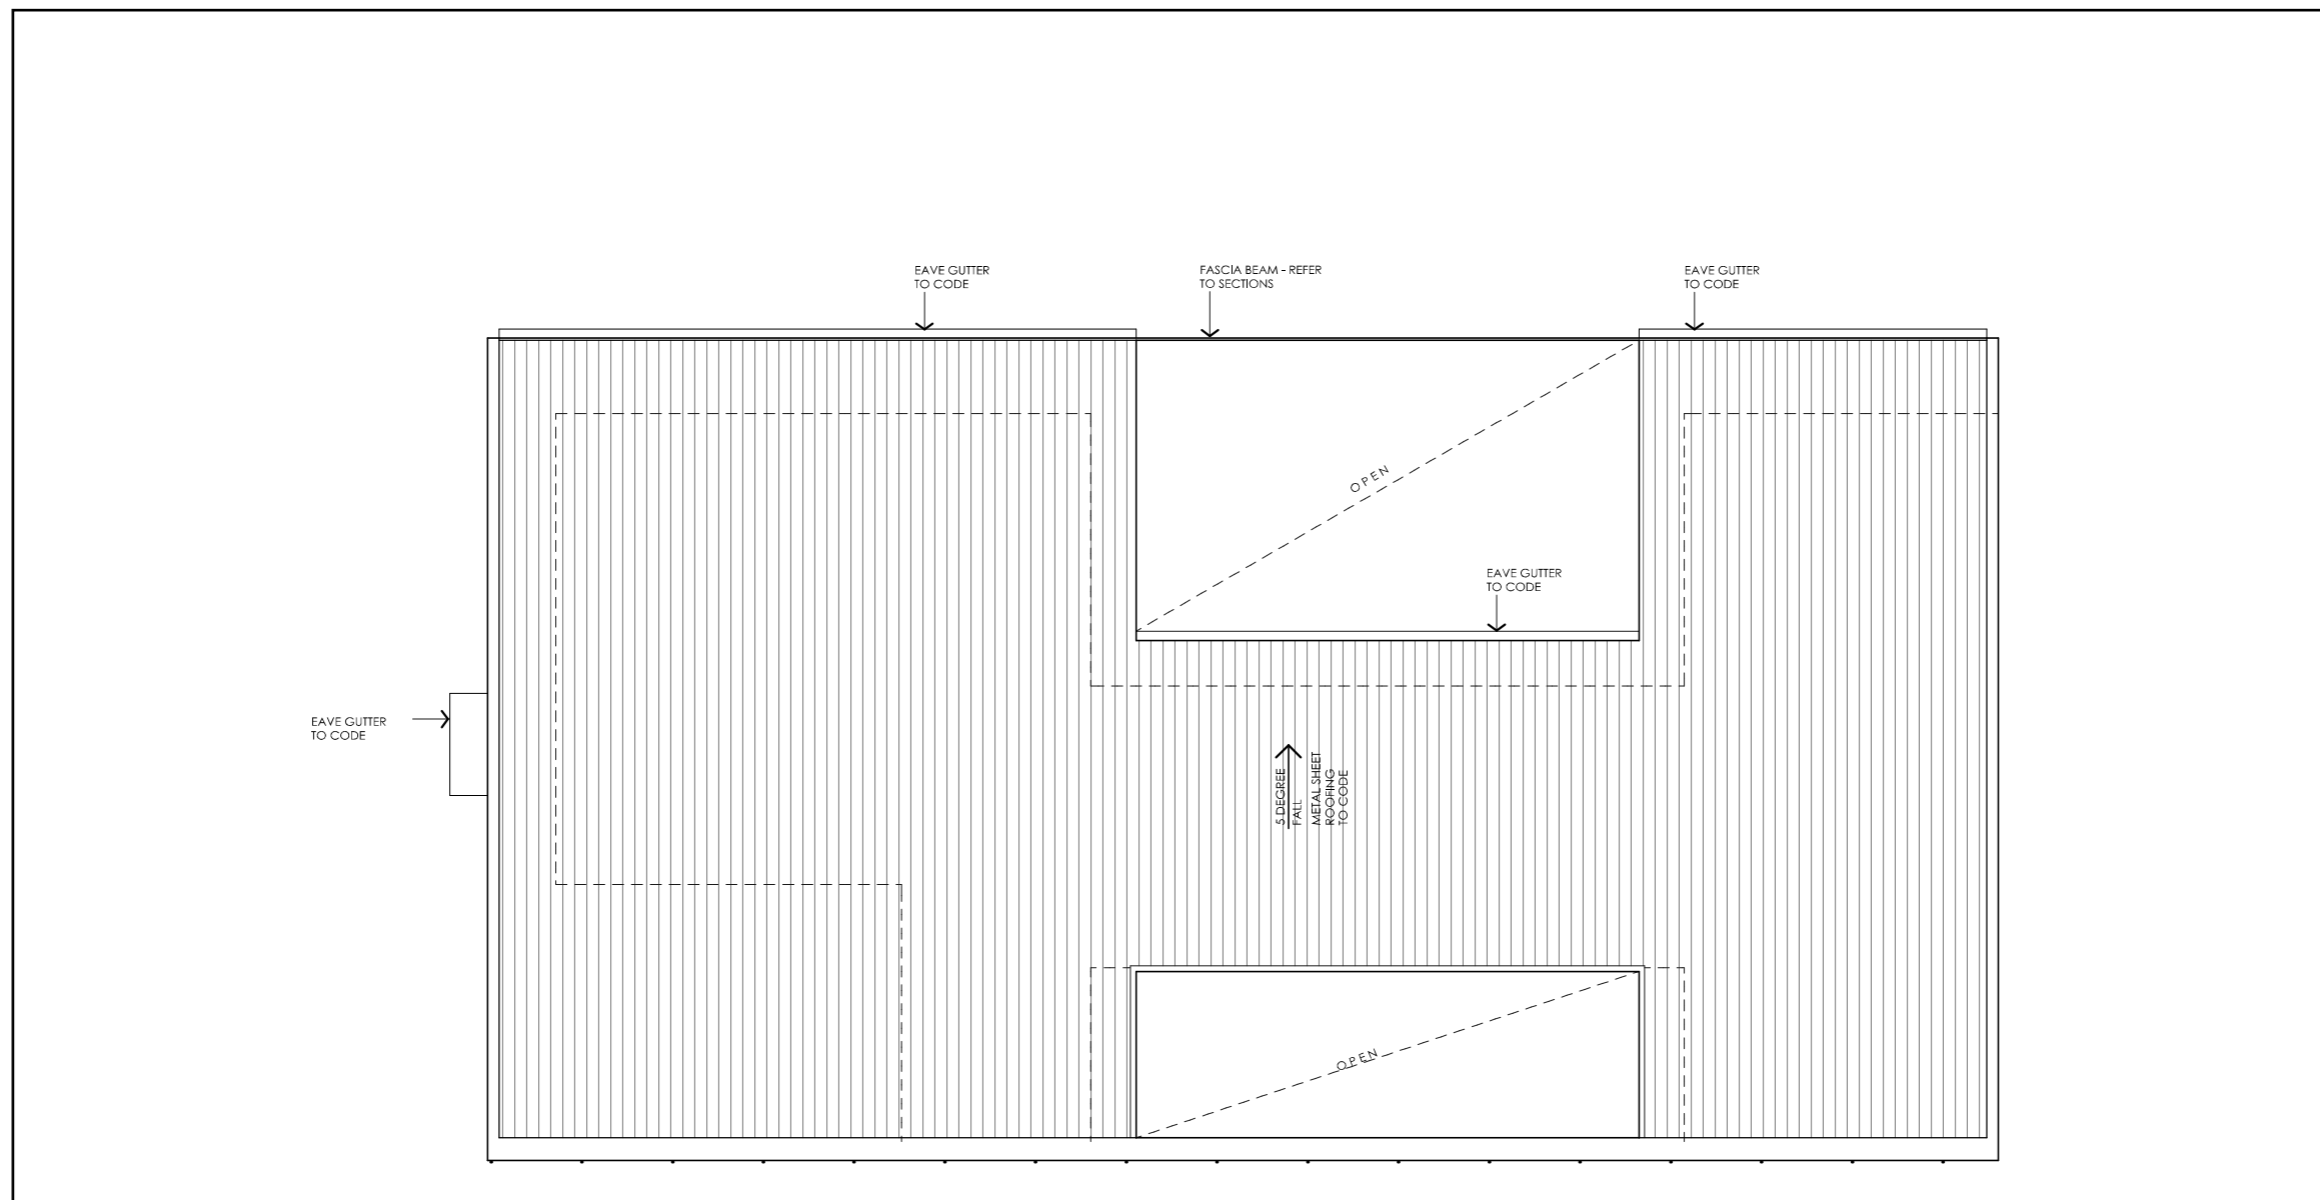 EAVE GUTTER
TO CODE
FASCIA BEAM - REFER
TO SECTIONS
EAVE GUTTER
TO CODE
OPEN
EAVE GUTTER
TO CODE
EAVE GUTTER
TO CODE
5 DEGREE
FALL
METAL SHEET
ROOFING
TO CODE
OPEN